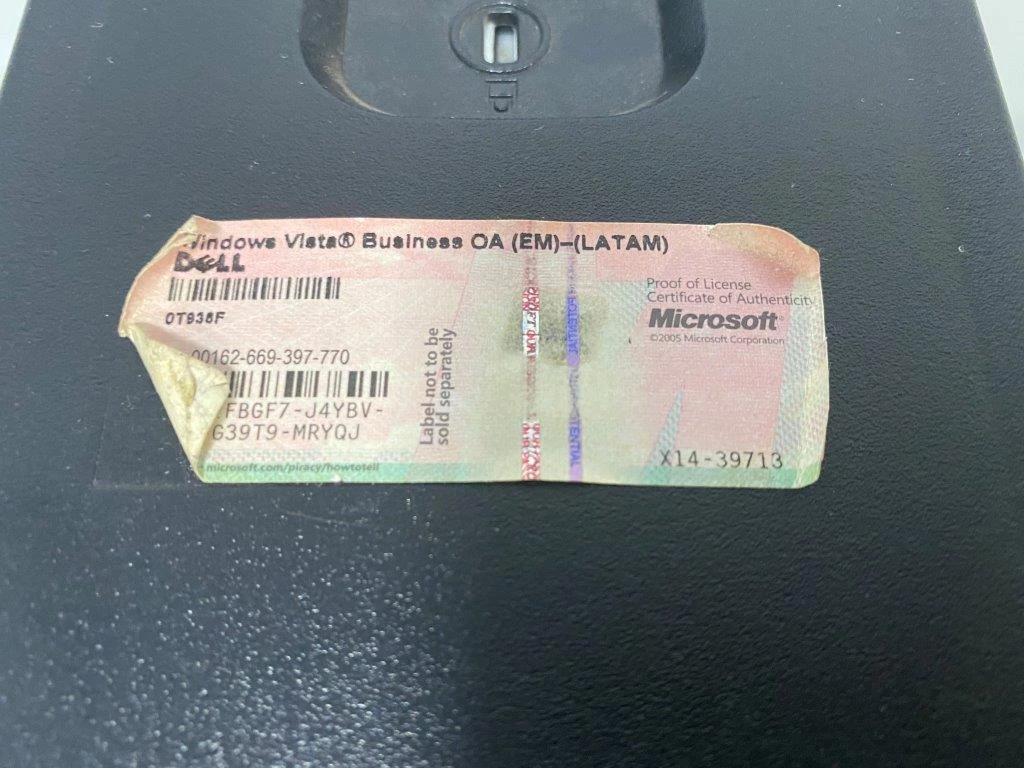 Windows Vista® Business OA (EM)-(LATAM)
DELL
0T938F
00162-669-397-770
FBGF7-J4YBV-
G39T9-MRYQJ
microsoft.com/piracy/howtotell
Label not to be
sold separately
Proof of License
Certificate of Authenticity
Microsoft®
©2005 Microsoft Corporation
X14-39713